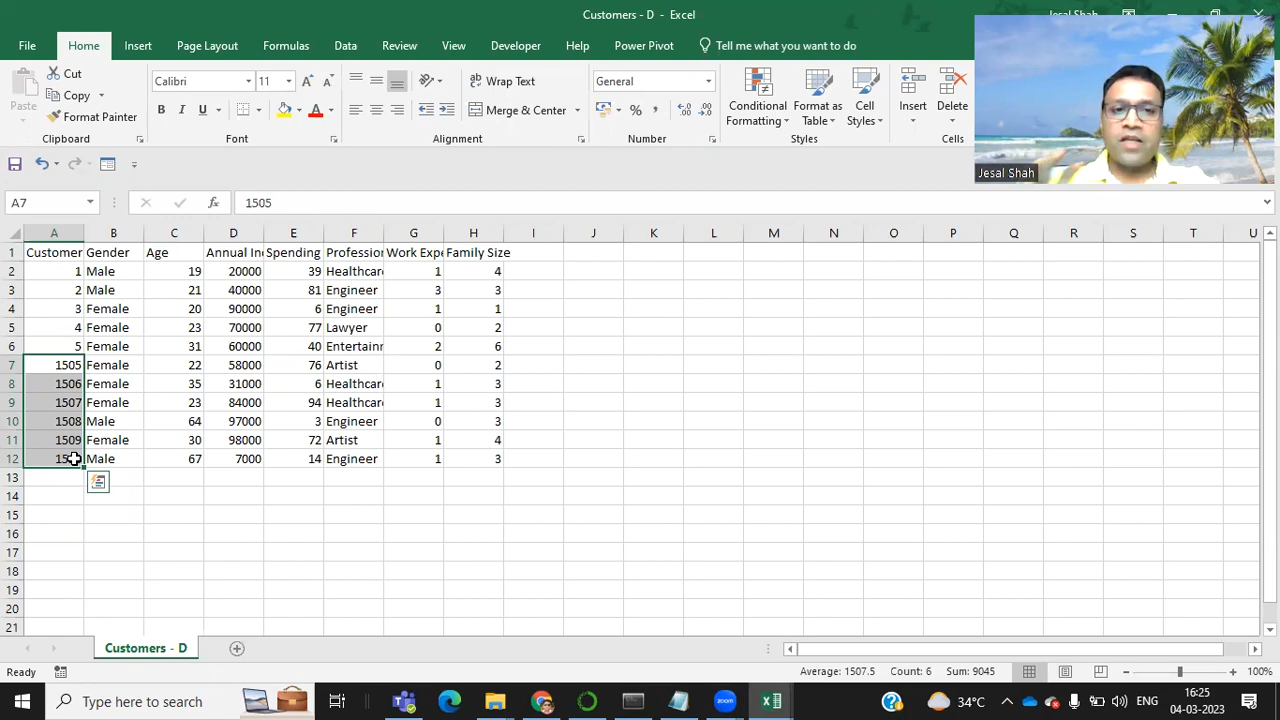 Customers - D - Excel
Jesal Shah
File Home Insert Page Layout Formulas Data Review View Developer Help Power Pivot Tell me what you want to do
Cut
Copy
Paste
Format Painter
Clipboard
Calibri 11
B I U
Font
Wrap Text
Merge & Center
Alignment
General
Number
Conditional Formatting
Format as Table
Cell Styles
Styles
Insert Delete
Cells
Jesal Shah
A7 fx 1505
A B C D E F G H I J K L M N O P Q R S T U
1 Customer Gender Age Annual In Spending Profession Work Expe Family Size
2 1 Male 19 20000 39 Healthcare 1 4
3 2 Male 21 40000 81 Engineer 3 3
4 3 Female 20 90000 6 Engineer 1 1
5 4 Female 23 70000 77 Lawyer 0 2
6 5 Female 31 60000 40 Entertainm 2 6
7 1505 Female 22 58000 76 Artist 0 2
8 1506 Female 35 31000 6 Healthcare 1 3
9 1507 Female 23 84000 94 Healthcare 1 3
10 1508 Male 64 97000 3 Engineer 0 3
11 1509 Female 30 98000 72 Artist 1 4
12 Male 67 7000 14 Engineer 1 3
13
14
15
16
17
18
19
20
21
Customers - D
Ready Average: 1507.5 Count: 6 Sum: 9045 100%
Type here to search 34°C ENG 16:25
04-03-2023